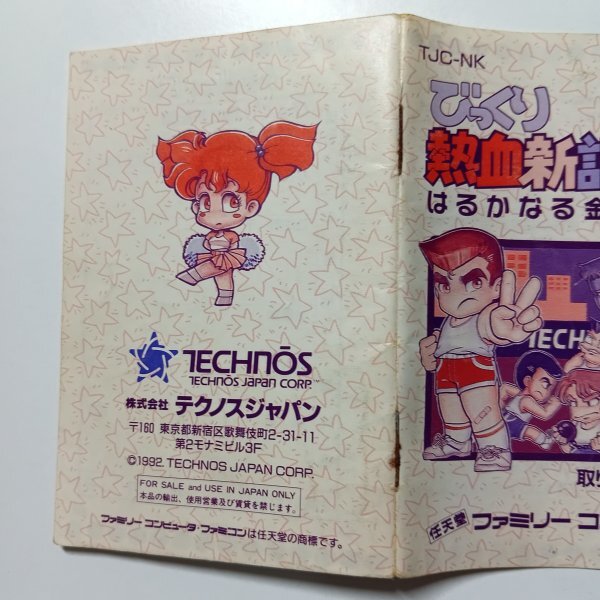 TECHNŌS
TECHNOS JAPAN CORP.™
株式会社 テクノスジャパン
〒160 東京都新宿区歌舞伎町2-31-11
第2モナミビル3F
©1992. TECHNOS JAPAN CORP.
FOR SALE and USE IN JAPAN ONLY
本品の輸出、使用営業及び賃貸を禁じます。
ファミリー コンピュータ・ファミコンは任天堂の商標です。
TJC-NK
びっくり
熱血新
はるかなる金
TECH
取
任天堂 ファミリー コ